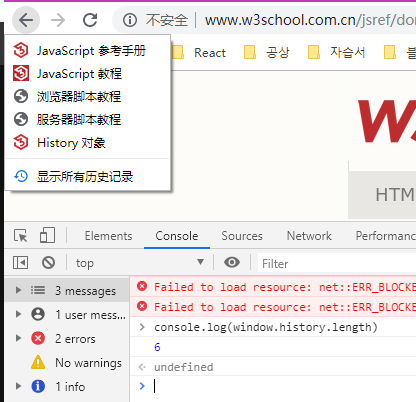 不安全 | www.w3school.com.cn/jsref/do
React 공상 자습서
JavaScript 参考手册
JavaScript 教程
浏览器脚本教程
服务器脚本教程
History 对象
显示所有历史记录
HTM
Elements Console Sources Network Performanc
top Filter
3 messages
1 user mess...
2 errors
No warnings
1 info
Failed to load resource: net::ERR_BLOCKE
Failed to load resource: net::ERR_BLOCKE
console.log(window.history.length)
6
undefined